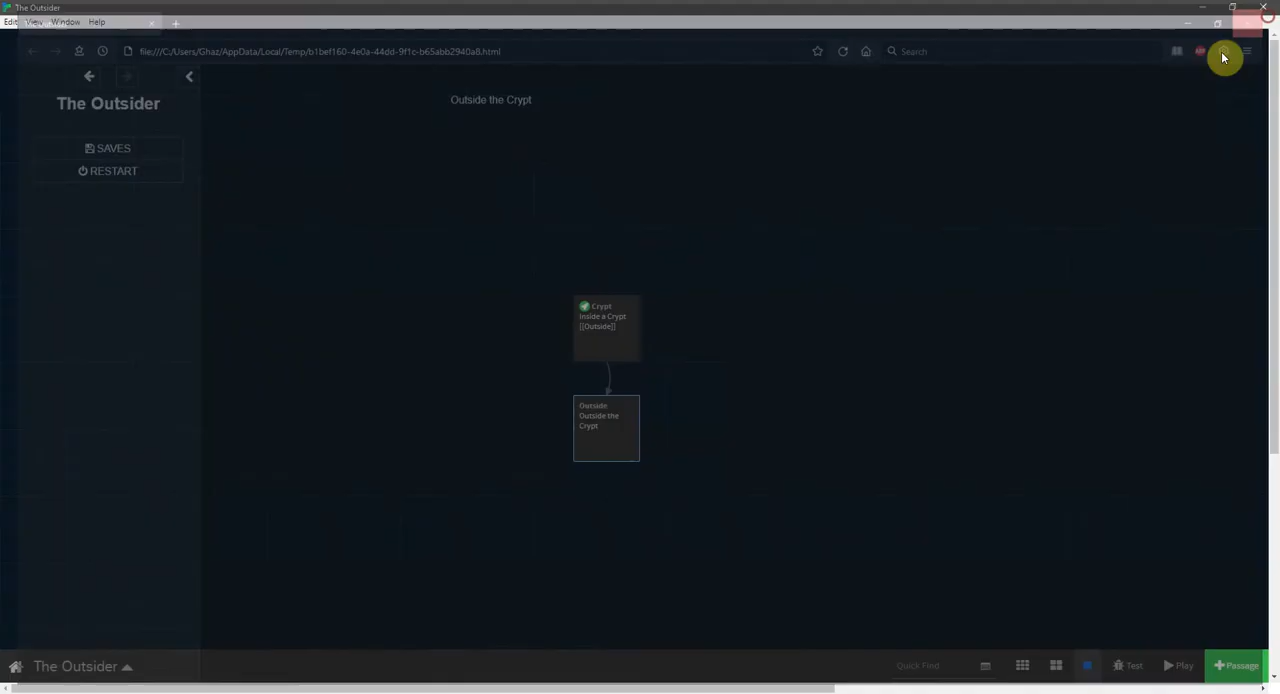 The Outsider
Edit View Window Help
file:///C:/Users/Ghaz/AppData/Local/Temp/b1bef160-4e0a-44dd-9f1c-b65abb2940a8.html
Search
The Outsider
Outside the Crypt
SAVES
RESTART
Crypt
Inside a Crypt
[[Outside]]
Outside
Outside the
Crypt
The Outsider
Quick Find
Test
Play
+Passage